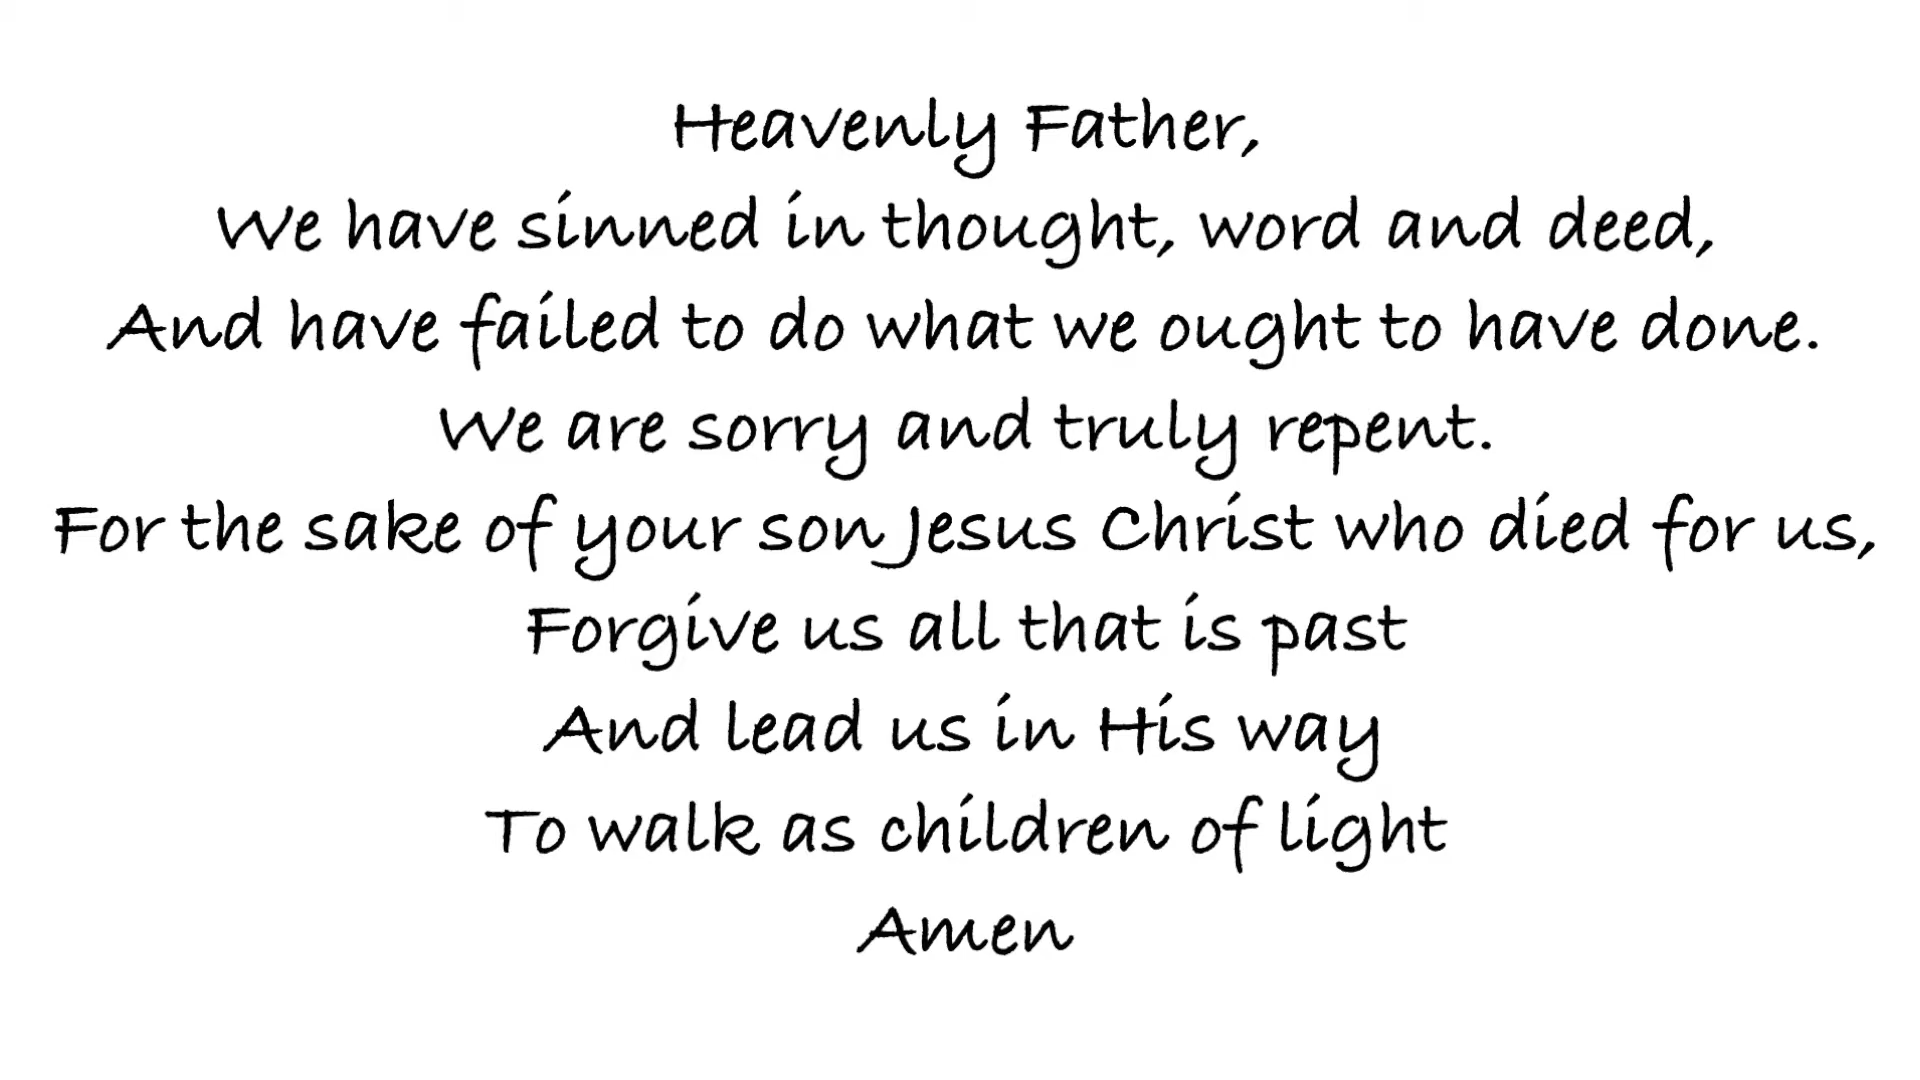 Heavenly Father,
We have sinned in thought, word and deed,
And have failed to do what we ought to have done.
We are sorry and truly repent.
For the sake of your son Jesus Christ who died for us,
Forgive us all that is past
And lead us in His way
To walk as children of light
Amen